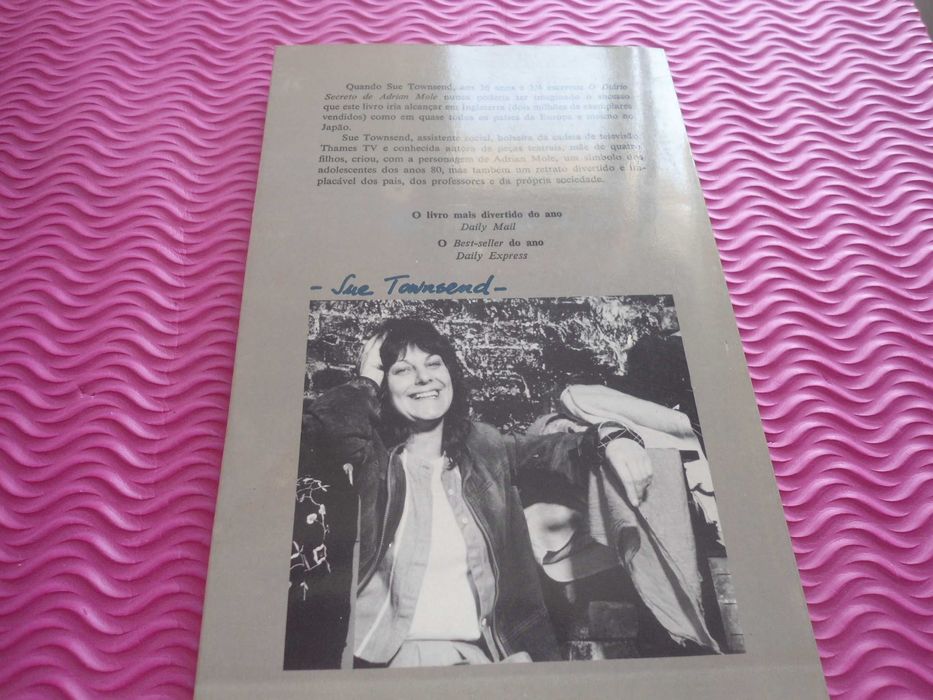 Quando Sue Townsend, aos 36 anos e 3/4 escreveu O Diário
Secreto de Adrian Mole nunca poderia ter imaginado o sucesso
que este livro iria alcançar em Inglaterra (dois milhões de exemplares
vendidos) como em quase todos os países da Europa e mesmo no
Japão.
Sue Townsend, assistente social, bolseira da cadeia de televisão
Thames TV e conhecida autora de peças teatrais, mãe de quatro
filhos, criou, com a personagem de Adrian Mole, um símbolo dos
adolescentes dos anos 80, mas também um retrato divertido e im-
placável dos pais, dos professores e da própria sociedade.
O livro mais divertido do ano
Daily Mail
O Best-seller do ano
Daily Express
- Sue Townsend -